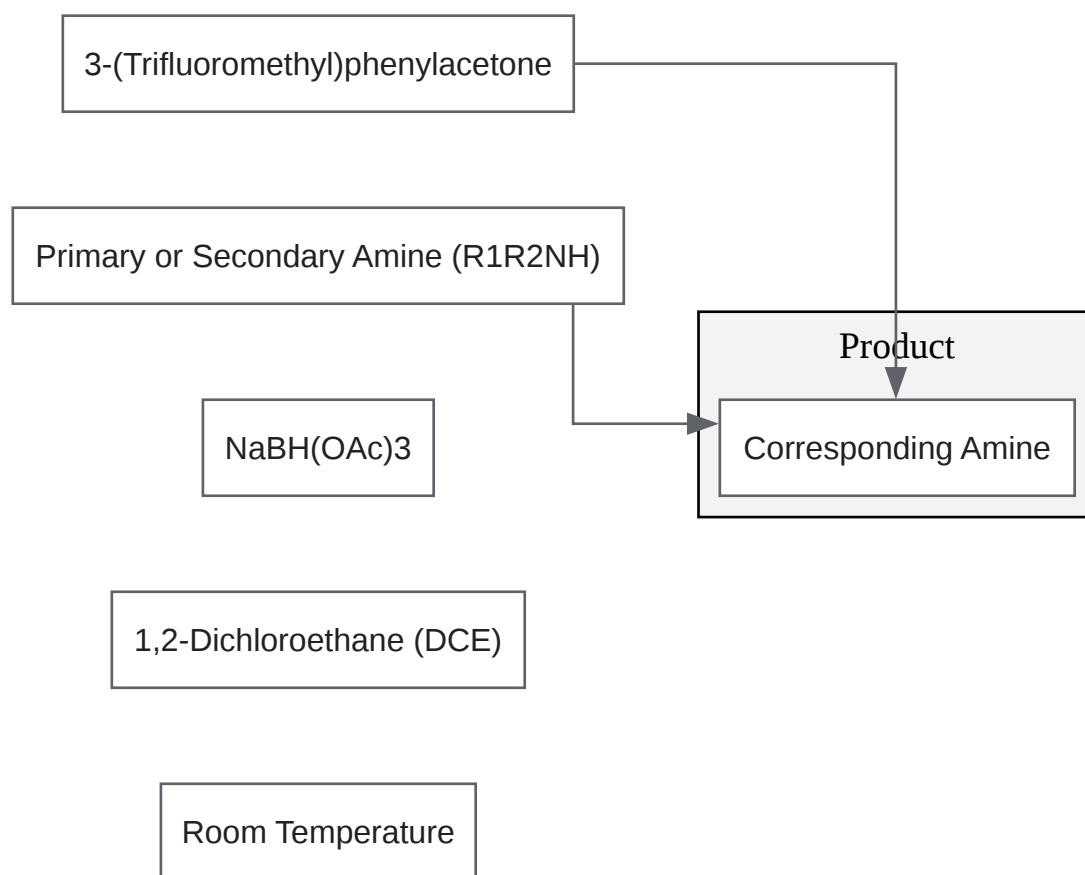 3-(Trifluoromethyl)phenylacetone
Primary or Secondary Amine (R1R2NH)
Product
NaBH(OAc)3
Corresponding Amine
1,2-Dichloroethane (DCE)
Room Temperature